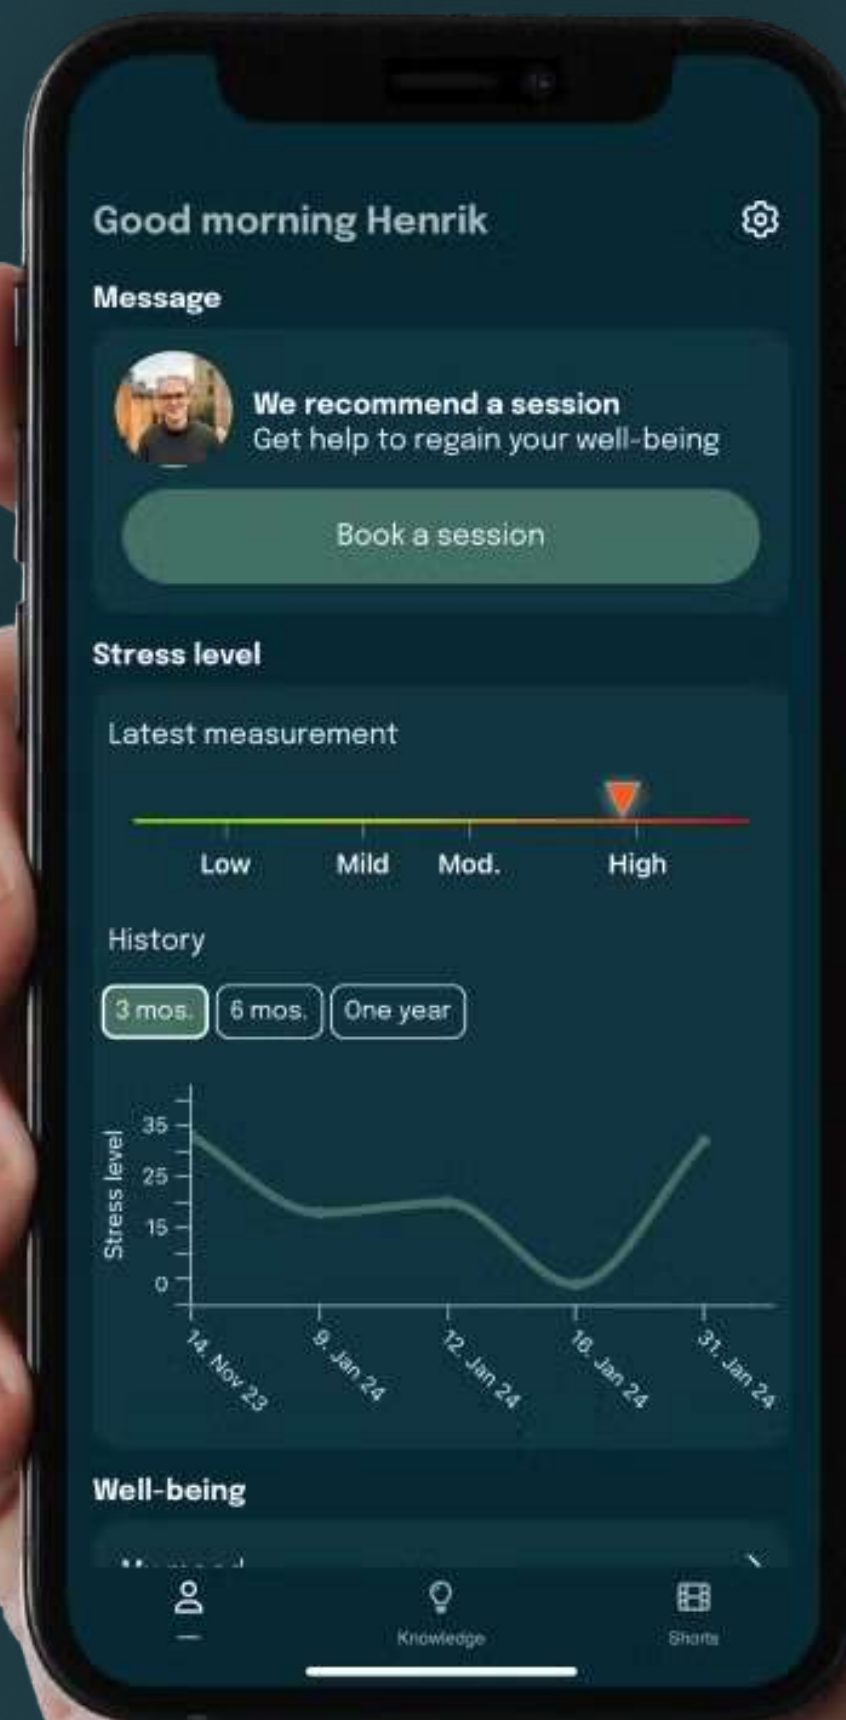 Good morning Henrik
Message
We recommend a session
Get help to regain your well-being
Book a session
Stress level
Latest measurement
Low Mild Mod. High
History
3 mos. 6 mos. One year
Stress level
35
25
15
0
14. Nov 23
9. Jan 24
12. Jan 24
16. Jan 24
31. Jan 24
Well-being
Knowledge Shorts